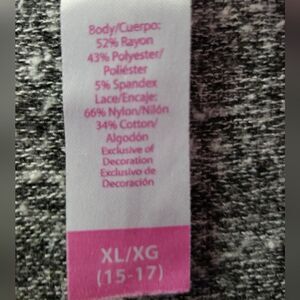 Body/Cuerpo:
52% Rayon
43% Polyester/
Poliéster
5% Spandex
Lace/Encaje:
66% Nylon/Nilón
34% Cotton/
Algodón
Exclusive of
Decoration
Exclusivo de
Decoración
XL/XG
(15-17)